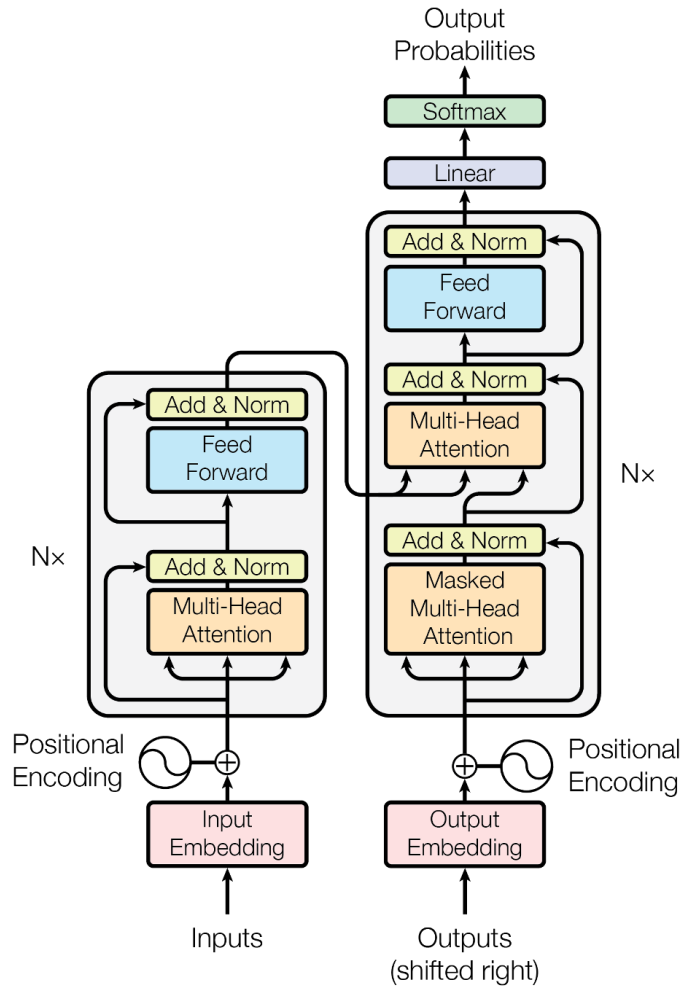 Output
Probabilities
Softmax
Linear
Add & Norm
Feed
Forward
Add & Norm
Multi-Head
Attention
Add & Norm
Masked
Multi-Head
Attention
N×
Add & Norm
Feed
Forward
Add & Norm
Multi-Head
Attention
N×
Positional
Encoding
Positional
Encoding
Input
Embedding
Output
Embedding
Inputs
Outputs
(shifted right)